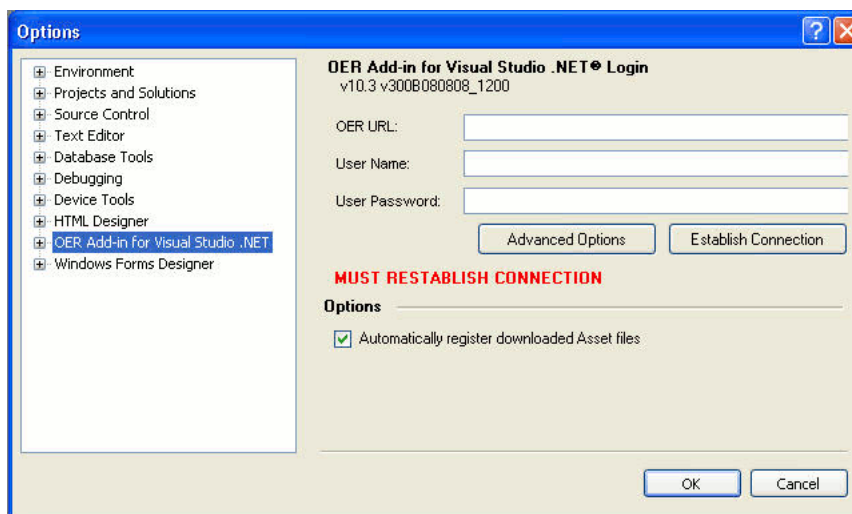 Options
Environment
Projects and Solutions
Source Control
Text Editor
Database Tools
Debugging
Device Tools
HTML Designer
OER Add-in for Visual Studio .NET
Windows Forms Designer
OER Add-in for Visual Studio .NET® Login
v10.3 v300B080808_1200
OER URL:
User Name:
User Password:
Advanced Options
Establish Connection
MUST RESTABLISH CONNECTION
Options
Automatically register downloaded Asset files
OK
Cancel